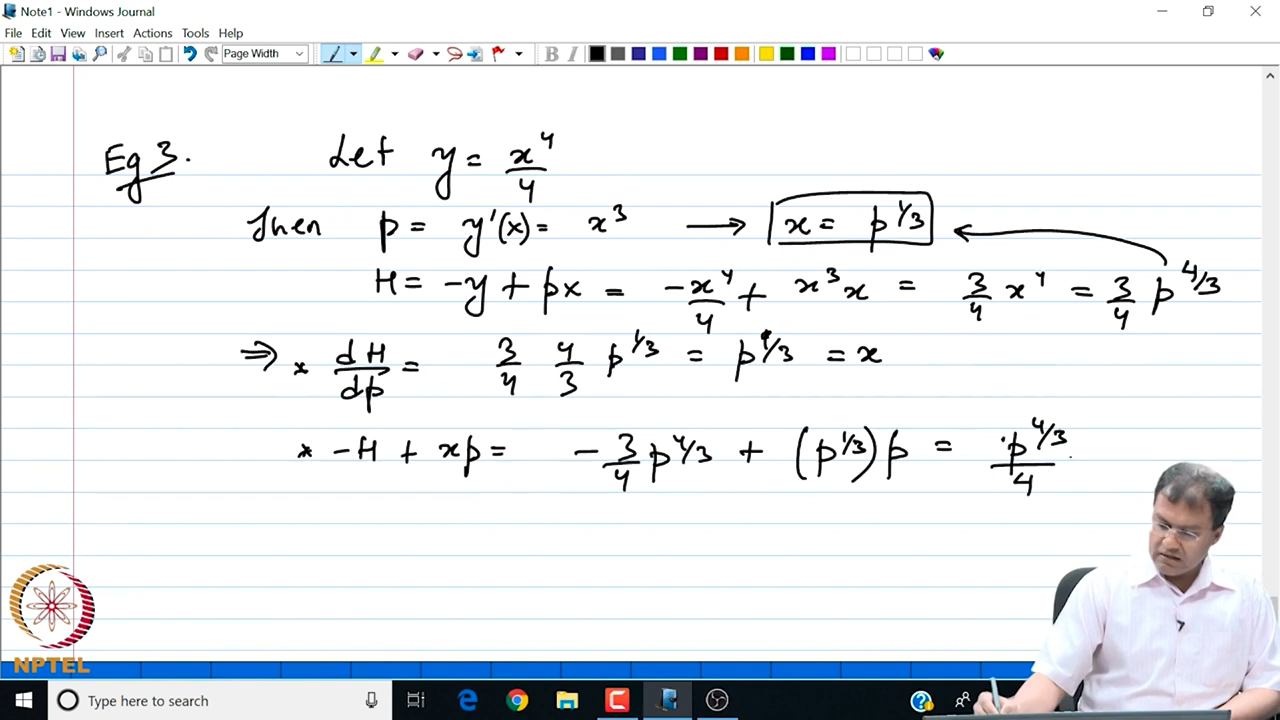 Note1 - Windows Journal
File Edit View Insert Actions Tools Help
Page Width B I
Eg 3. Let y = x^4/4
Then p = y'(x) = x^3 → x = p^{1/3}
H = -y + px = -x^4/4 + x^3 x = 3/4 x^4 = 3/4 p^{4/3}
⇒ * dH/dp = 3/4 4/3 p^{1/3} = p^{1/3} = x
* -H + xp = -3/4 p^{4/3} + (p^{1/3}) p = p^{4/3}/4
NPTEL
Type here to search